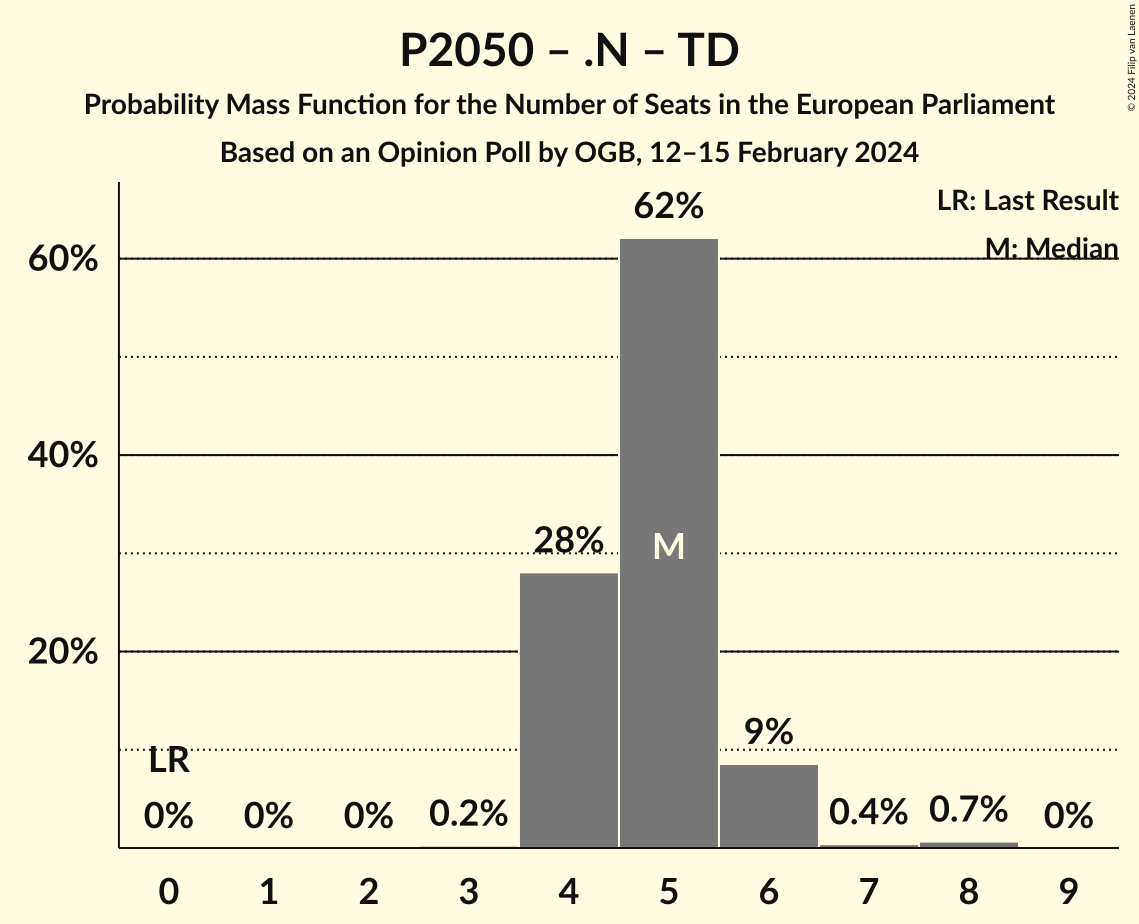 P2050 – .N – TD
Probability Mass Function for the Number of Seats in the European Parliament
Based on an Opinion Poll by OGB, 12–15 February 2024
© 2024 Filip van Laenen
LR: Last Result
M: Median
62%
60%
40%
28%
M
20%
9%
LR
0% 0% 0% 0.2% 0.4% 0.7% 0%
0 1 2 3 4 5 6 7 8 9